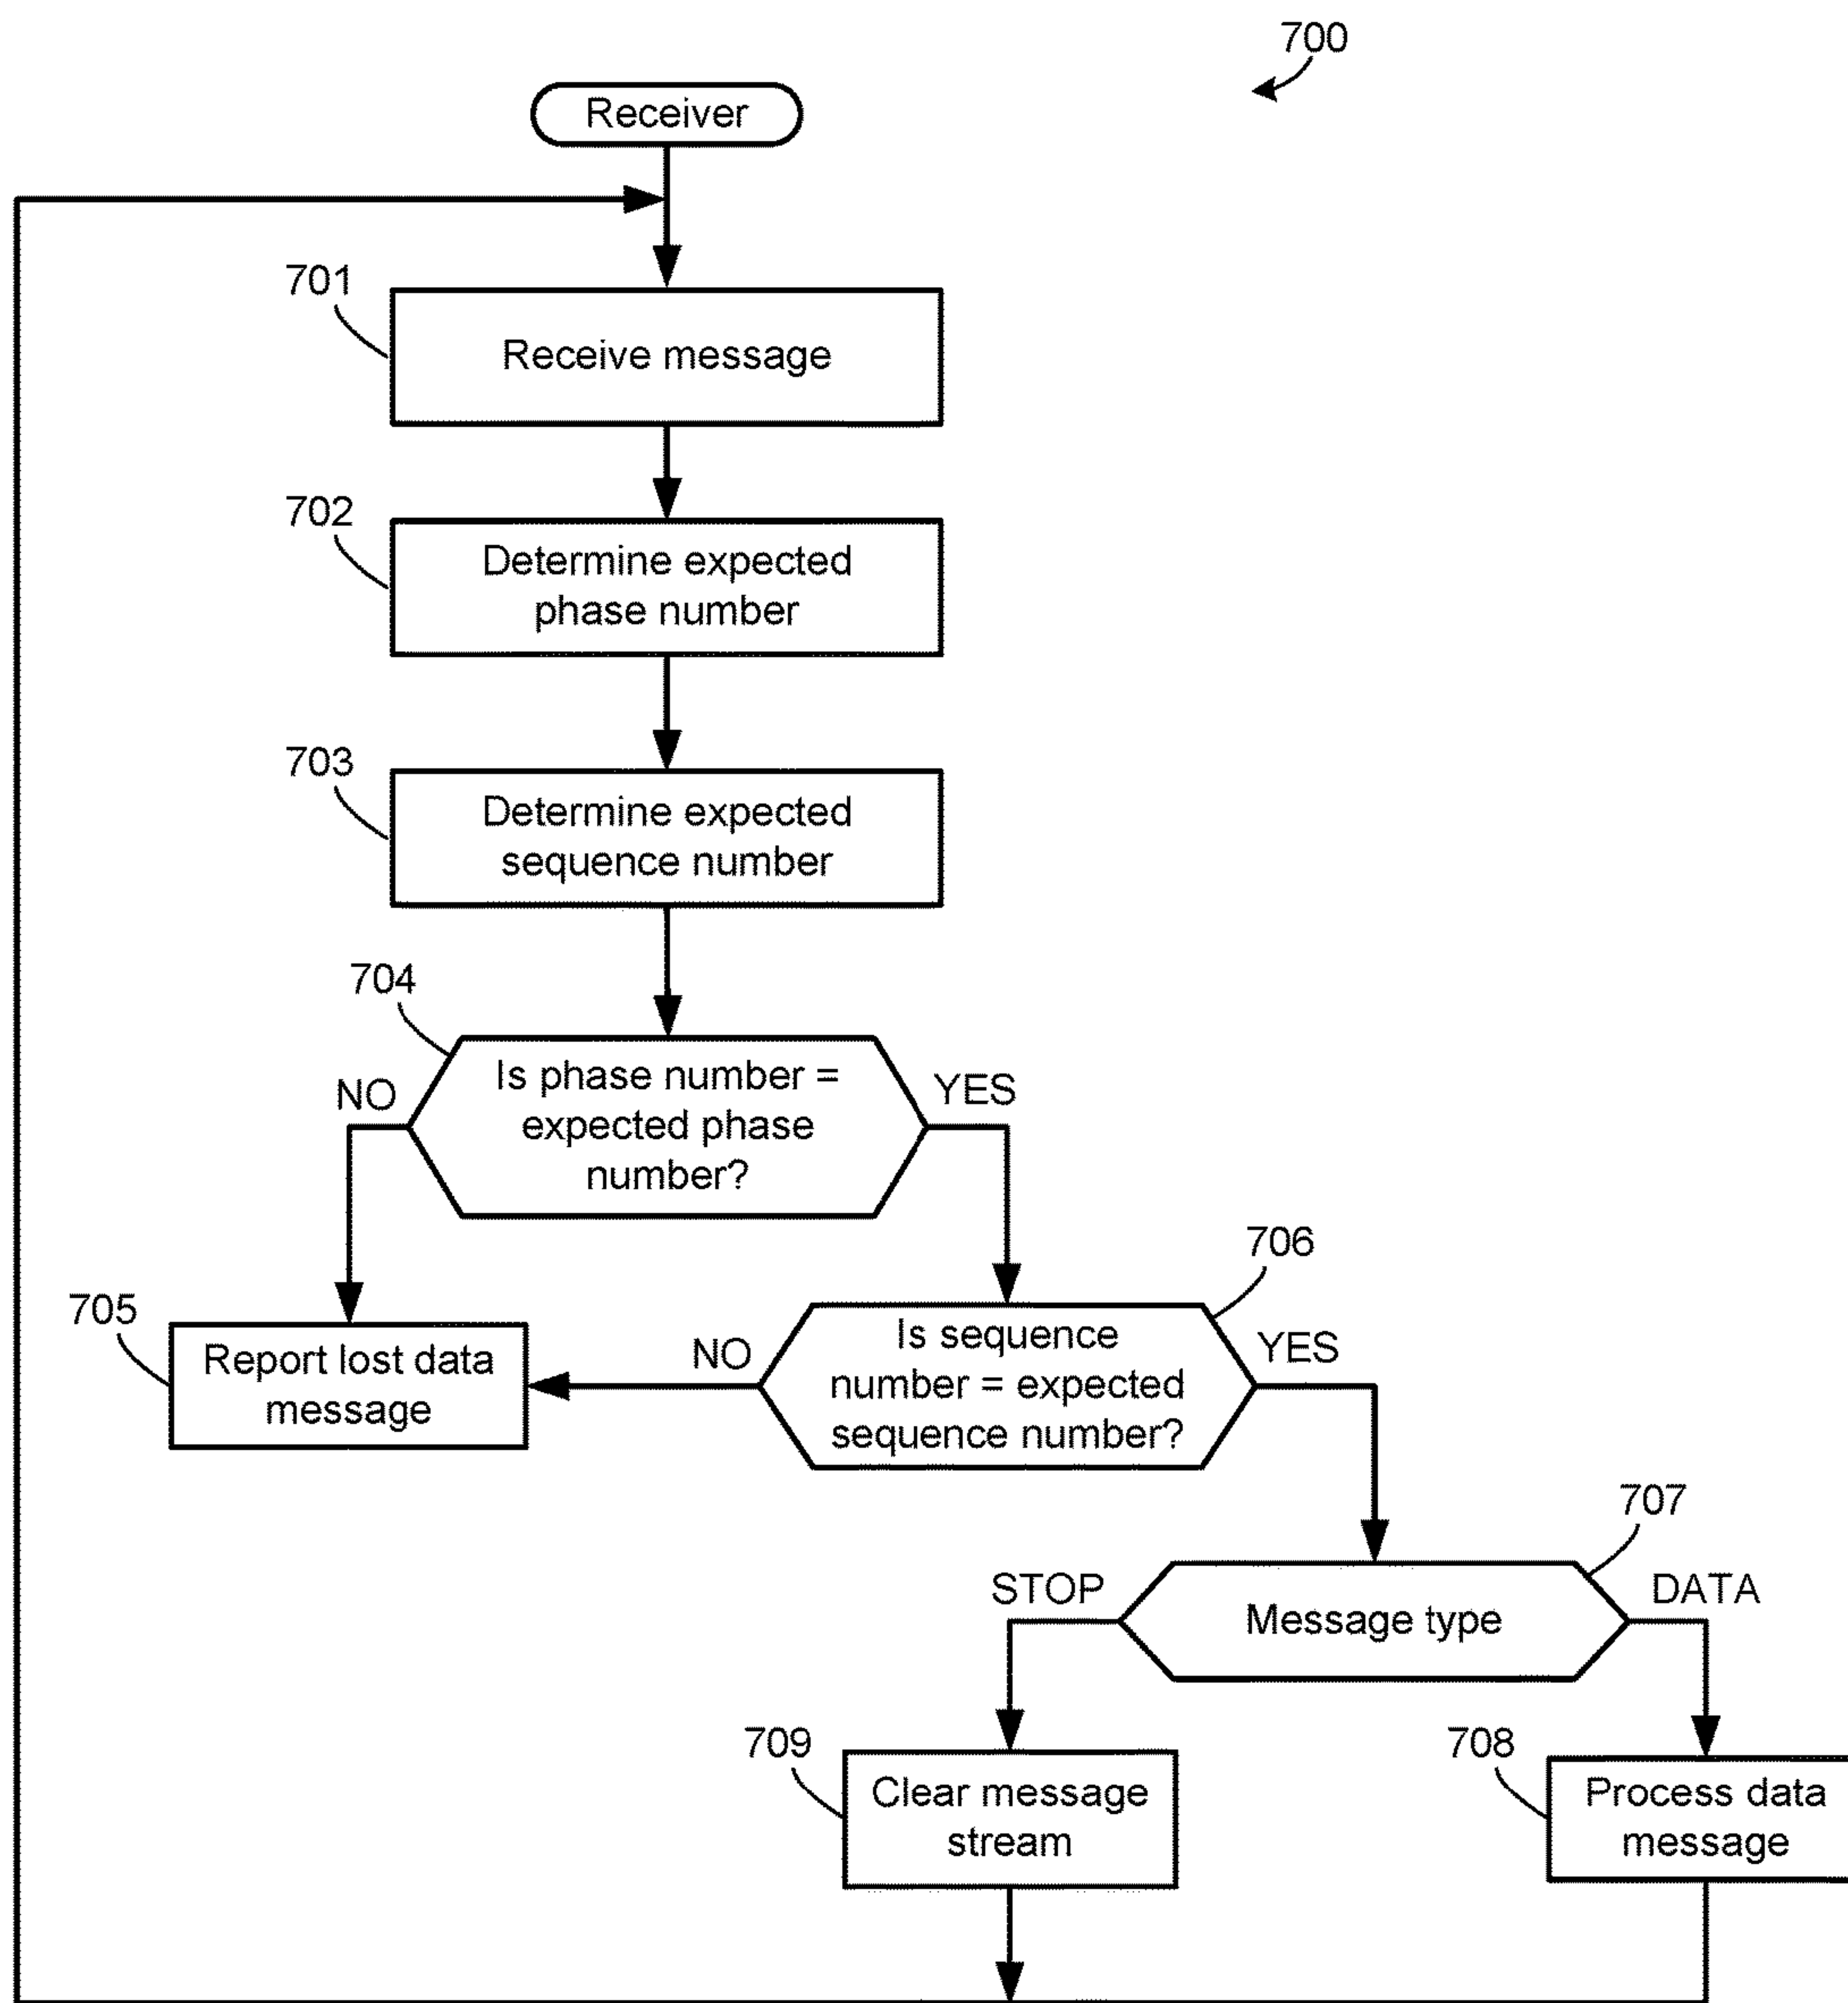 700
Receiver
701
Receive message
702
Determine expected
phase number
703
Determine expected
sequence number
704
Is phase number =
expected phase
number?
NO
YES
705
Report lost data
message
706
Is sequence
number = expected
sequence number?
NO
YES
707
Message type
STOP
DATA
709
Clear message
stream
708
Process data
message